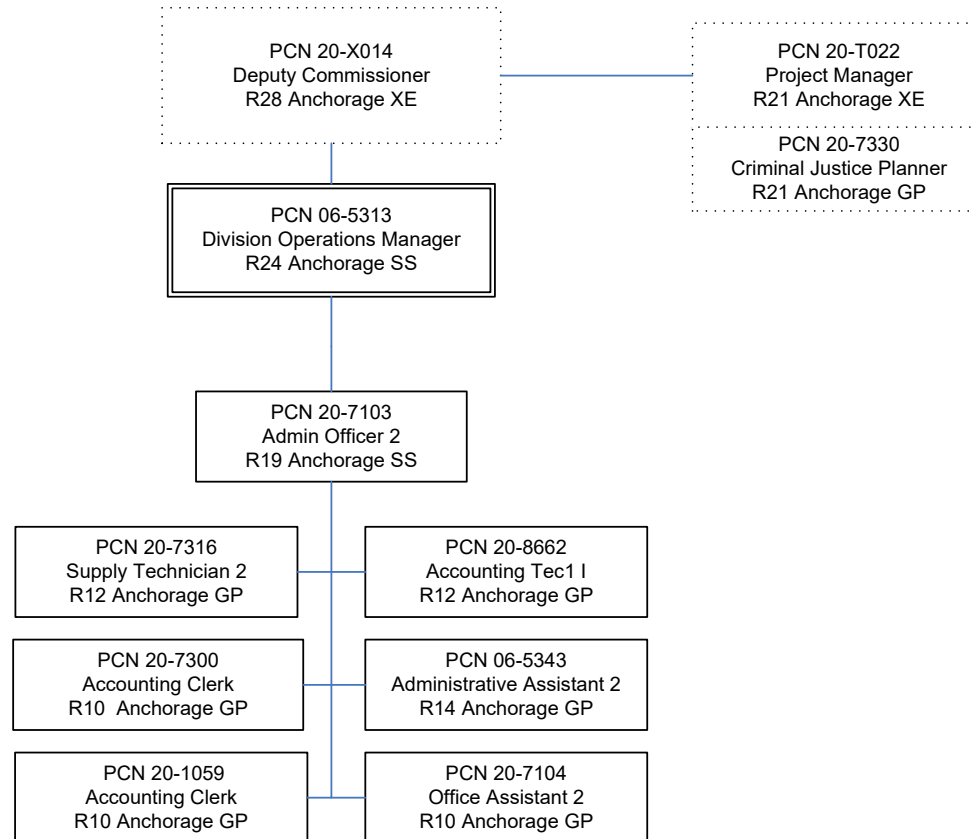 PCN 20-X014
Deputy Commissioner
R28 Anchorage XE
PCN 20-T022
Project Manager
R21 Anchorage XE
PCN 20-7330
Criminal Justice Planner
R21 Anchorage GP
PCN 06-5313
Division Operations Manager
R24 Anchorage SS
PCN 20-7103
Admin Officer 2
R19 Anchorage SS
PCN 20-7316
Supply Technician 2
R12 Anchorage GP
PCN 20-8662
Accounting Tec1 I
R12 Anchorage GP
PCN 20-7300
Accounting Clerk
R10  Anchorage GP
PCN 06-5343
Administrative Assistant 2
R14 Anchorage GP
PCN 20-1059
Accounting Clerk
R10 Anchorage GP
PCN 20-7104
Office Assistant 2
R10 Anchorage GP